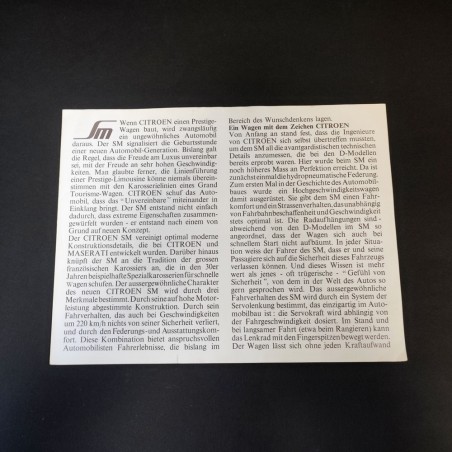 SM
Wenn CITROEN einen Prestige-
Wagen baut, wird zwangsläufig
ein ungewöhnliches Automobil
daraus. Der SM signalisiert die Geburtsstunde
einer neuen Automobil-Generation. Bislang galt
die Regel, dass die Freude am Luxus unvereinbar
sei, mit der Freude an sehr hohen Geschwindig-
keiten. Man glaubte ferner, die Linienführung
einer Prestige-Limousine könne niemals überein-
stimmen mit den Karosserielinien eines Grand
Tourisme-Wagen. CITROEN schuf das Auto-
mobil, dass das "Unvereinbare" miteinander in
Einklang bringt. Der SM entstand nicht einfach
dadurch, dass extreme Eigenschaften zusammen-
gewürfelt wurden - er entstand nach einem von
Grund auf neuen Konzept.
Der CITROEN SM vereinigt optimal moderne
Konstruktionsdetails, die bei CITROEN und
MASERATI entwickelt wurden. Darüber hinaus
knüpft der SM an die Tradition der grossen
französischen Karossiers an, die in den 30er
Jahren beispielhafte Spezialkarosserien für schnelle
Wagen schufen. Der aussergewöhnliche Charakter
des neuen CITROEN SM wird durch drei
Merkmale bestimmt. Durch seine auf hohe Motor-
leistung abgestimmte Konstruktion. Durch sein
Fahrverhalten, das auch bei Geschwindigkeiten
um 220 km/h nichts von seiner Sicherheit verliert,
und durch den Federungs- und Ausstattungskom-
fort. Diese Kombination bietet anspruchsvollen
Automobilisten Fahrerlebnisse, die bislang im
Bereich des Wunschdenkens lagen.
Ein Wagen mit dem Zeichen CITROEN
Von Anfang an stand fest, dass die Ingenieure
von CITROEN sich selbst übertreffen mussten,
um dem SM all die avantgardistischen technischen
Details anzumessen, die bei den D-Modellen
bereits erprobt waren. Hier wurde beim SM ein
noch höheres Mass an Perfektion erreicht. Da ist
zunächst einmal die hydropneumatische Federung.
Zum ersten Mal in der Geschichte des Automobil-
baues wurde ein Hochgeschwindigkeitswagen
damit ausgerüstet. Sie gibt dem SM einen Fahr-
komfort und ein Strassenverhalten, das unabhängig
von Fahrbahnbeschaffenheit und Geschwindigkeit
stets optimal ist. Die Radaufhängungen sind -
abweichend von den D-Modellen im SM so
angeordnet, dass der Wagen sich auch bei
schnellem Start nicht aufbäumt. In jeder Situa-
tion weiss der Fahrer des SM, dass er und seine
Passagiere sich auf die Sicherheit dieses Fahrzeugs
verlassen können. Und dieses Wissen ist mehr
wert als jenes - oft trügerische - "Gefühl von
Sicherheit", von dem in der Welt des Autos so
gern gesprochen wird. Das aussergewöhnliche
Fahrverhalten des SM wird durch ein System der
Servolenkung bestimmt, das einzigartig im Auto-
mobilbau ist : die Servokraft wird abhängig von
der Fahrgeschwindigkeit dosiert. Im Stand und
bei langsamer Fahrt (etwa beim Rangieren) kann
das Lenkrad mit den Fingerspitzen bewegt werden.
Der Wagen lässt sich ohne jeden Kraftaufwand